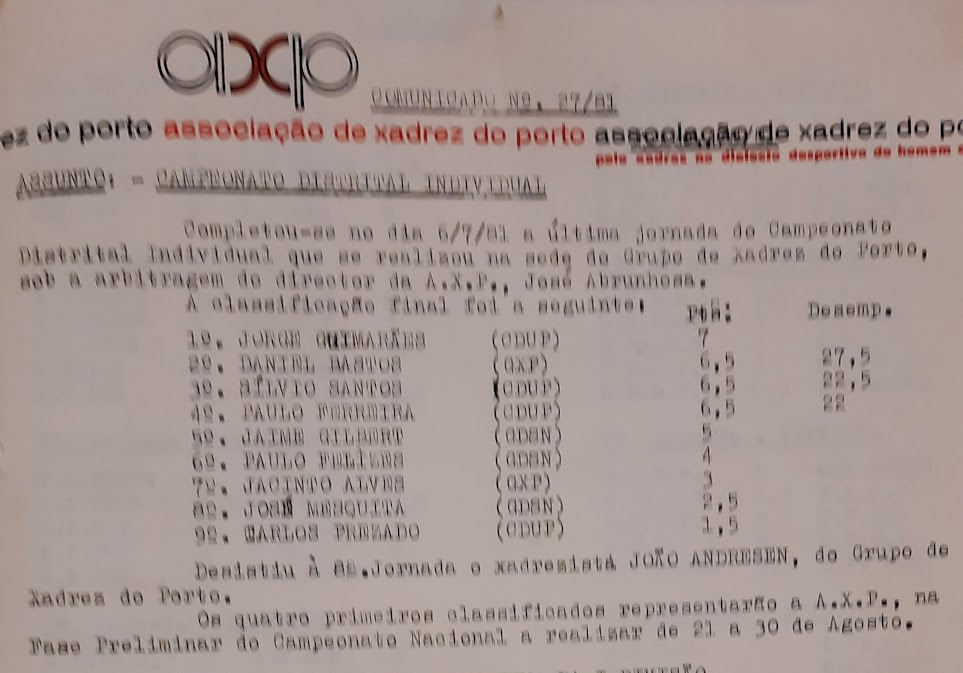 axp
COMUNICADO Nº. 27/81
ez do porto associação de xadrez do porto associação de xadrez do po
pelo xadrez no diálogo desportivo do homem
ASSUNTO: - CAMPEONATO DISTRITAL INDIVIDUAL
Completou-se no dia 6/7/81 a última jornada do Campeonato
Distrital Individual que se realizou na sede do Grupo de Xadrez do Porto,
sob a arbitragem do director da A.X.P., José Abrunhosa.
A classificação final foi a seguinte:
Pts: Desemp.
1º. JORGE GUIMARÃES (CDUP) 7
2º. DANIEL BASTOS (GXP) 6,5 27,5
3º. SÍLVIO SANTOS (CDUP) 6,5 22,5
4º. PAULO FERREIRA (CDUP) 6,5 22
5º. JAIME GILBERT (GDSN) 5
6º. PAULO FELIZES (GDSN) 4
7º. JACINTO ALVES (GXP) 3
8º. JOSÉ MESQUITA (GDSN) 2,5
9º. CARLOS PREZADO (CDUP) 1,5
Desistiu à 8ª.Jornada o xadrezista JOÃO ANDRESEN, do Grupo de
Xadrez do Porto.
Os quatro primeiros classificados representarão a A.X.P., na
Fase Preliminar do Campeonato Nacional a realizar de 21 a 30 de Agosto.
DIVISÃO